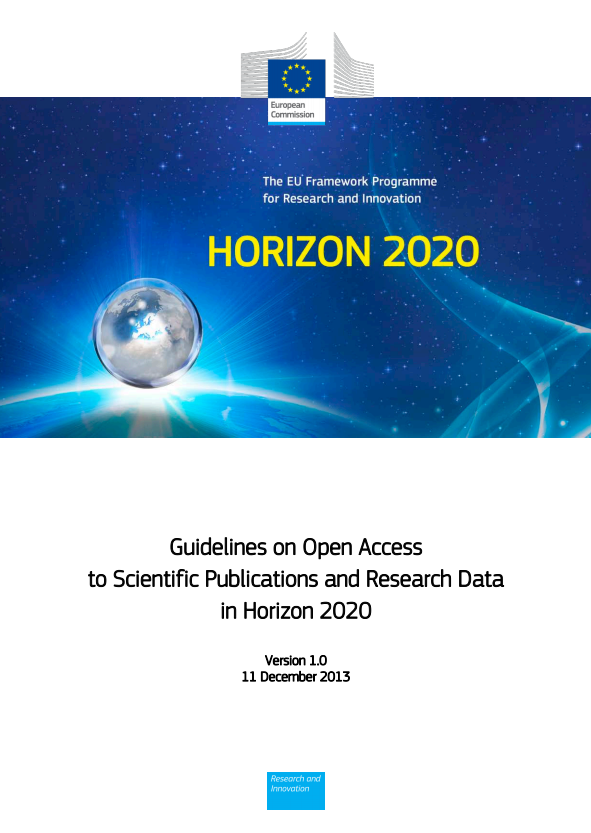 European
Commission
The EU Framework Programme
for Research and Innovation
HORIZON 2020
Guidelines on Open Access
to Scientific Publications and Research Data
in Horizon 2020
Version 1.0
11 December 2013
Research and
Innovation